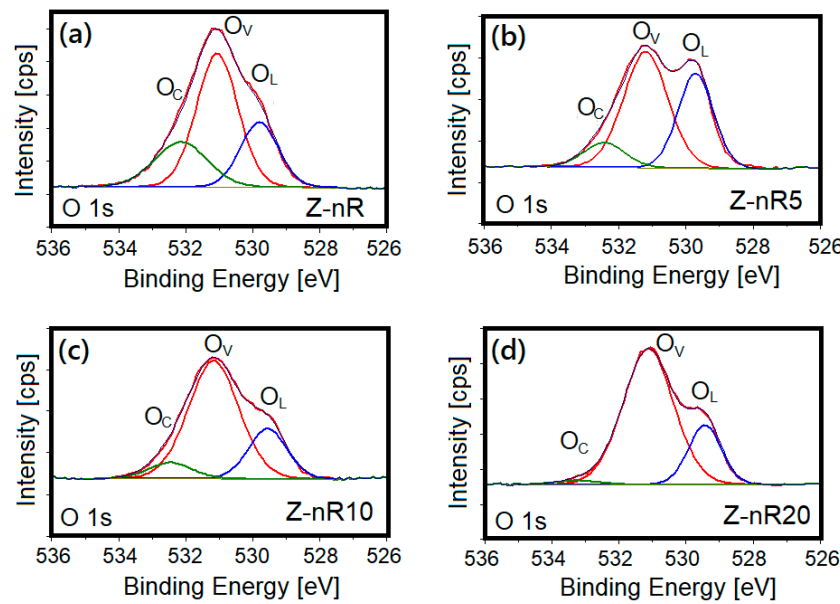 (a)
O_V
O_C
O_L
Intensity [cps]
O 1s
Z-nR
536 534 532 530 528 526
Binding Energy [eV]
(b)
O_V
O_L
O_C
Intensity [cps]
O 1s
Z-nR5
536 534 532 530 528 526
Binding Energy [eV]
(c)
O_V
O_C
O_L
Intensity [cps]
O 1s
Z-nR10
536 534 532 530 528 526
Binding Energy [eV]
(d)
O_V
O_L
O_C
Intensity [cps]
O 1s
Z-nR20
536 534 532 530 528 526
Binding Energy [eV]